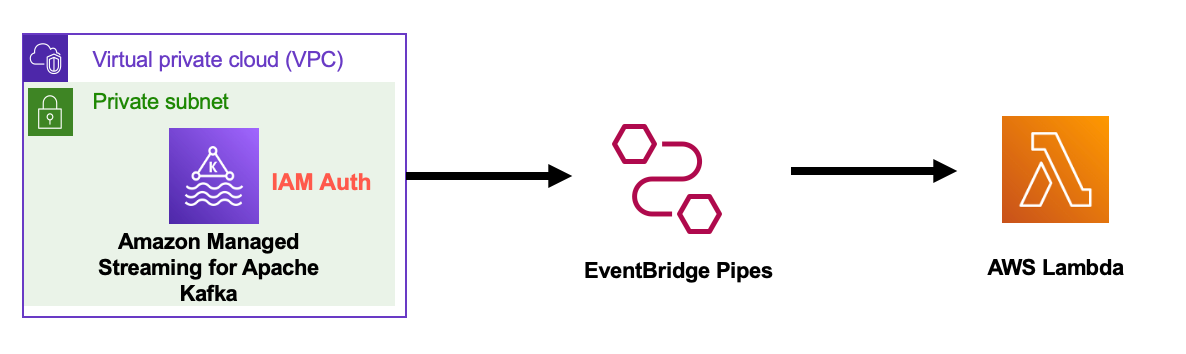 Virtual private cloud (VPC)
Private subnet
K
IAM Auth
Amazon Managed
Streaming for Apache
Kafka
EventBridge Pipes
AWS Lambda